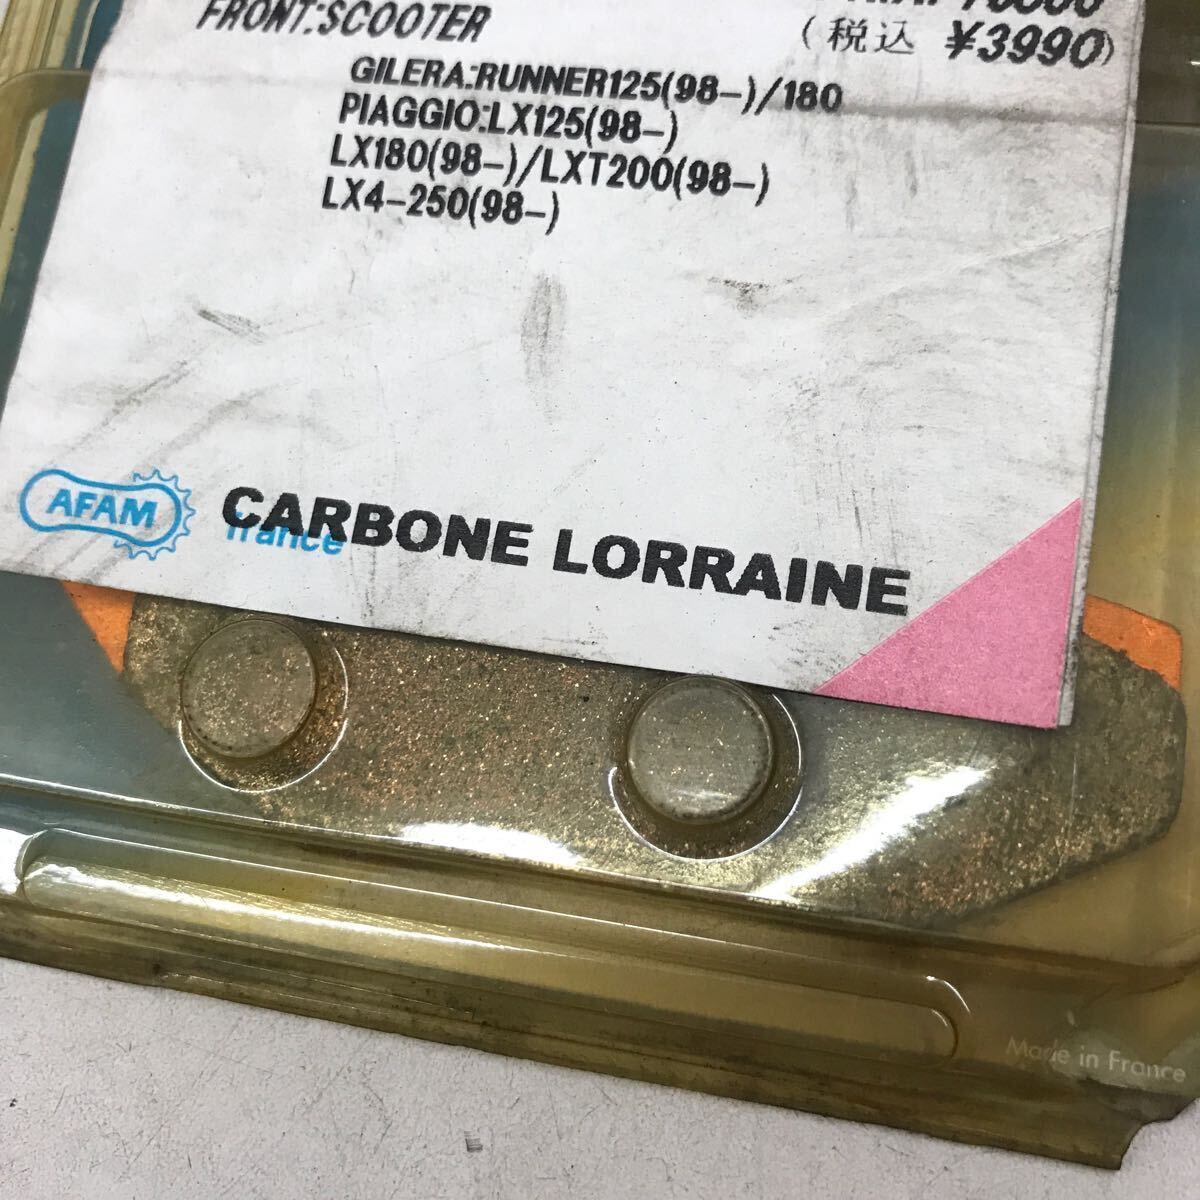 FRONT:SCOOTER
(税込 ¥3990)
GILERA:RUNNER125(98-)/180
PIAGGIO:LX125(98-)
LX180(98-)/LXT200(98-)
LX4-250(98-)
AFAM
france
CARBONE LORRAINE
Made in France